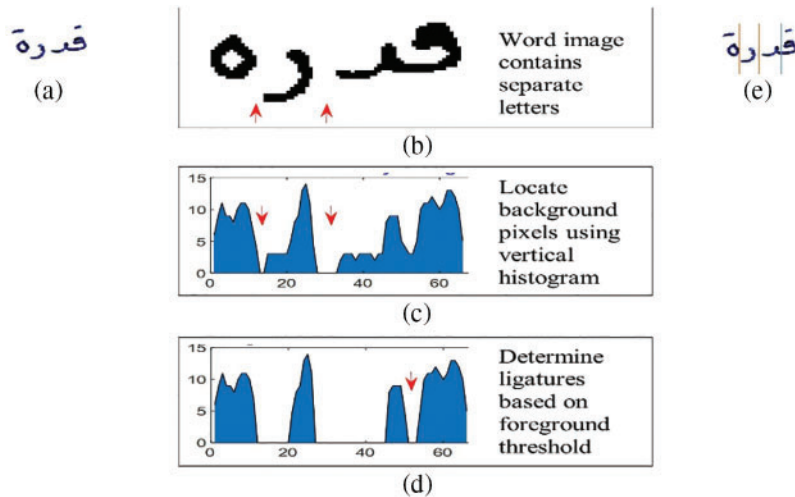 قدرة
(a)
قدره
Word image
contains
separate
letters
(b)
قدرة
(e)
15
10
5
0
0 20 40 60
Locate
background
pixels using
vertical
histogram
(c)
15
10
5
0
0 20 40 60
Determine
ligatures
based on
foreground
threshold
(d)